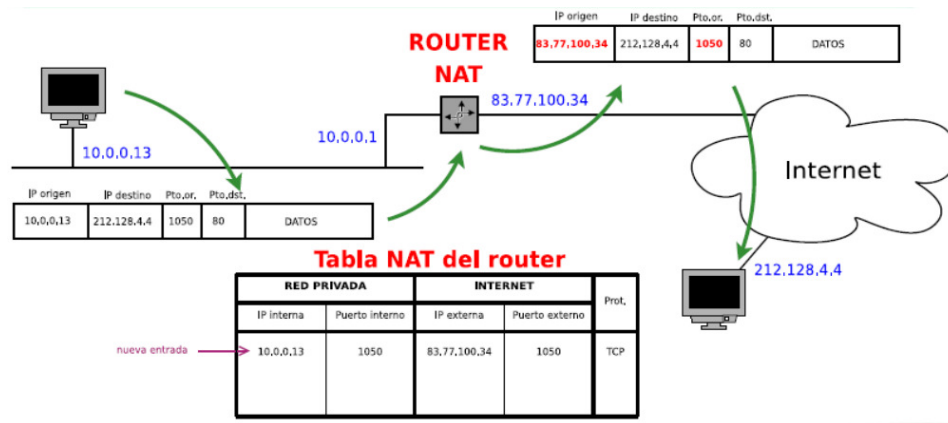 IP origen IP destino Pto.or. Pto.dst.
83.77.100.34 212.128.4.4 1050 80 DATOS
ROUTER
NAT
83.77.100.34
10.0.0.1
10.0.0.13
Internet
IP origen IP destino Pto.or. Pto.dst.
10.0.0.13 212.128.4.4 1050 80 DATOS
212.128.4.4
Tabla NAT del router
RED PRIVADA INTERNET Prot.
IP interna Puerto interno IP externa Puerto externo
nueva entrada 10.0.0.13 1050 83.77.100.34 1050 TCP